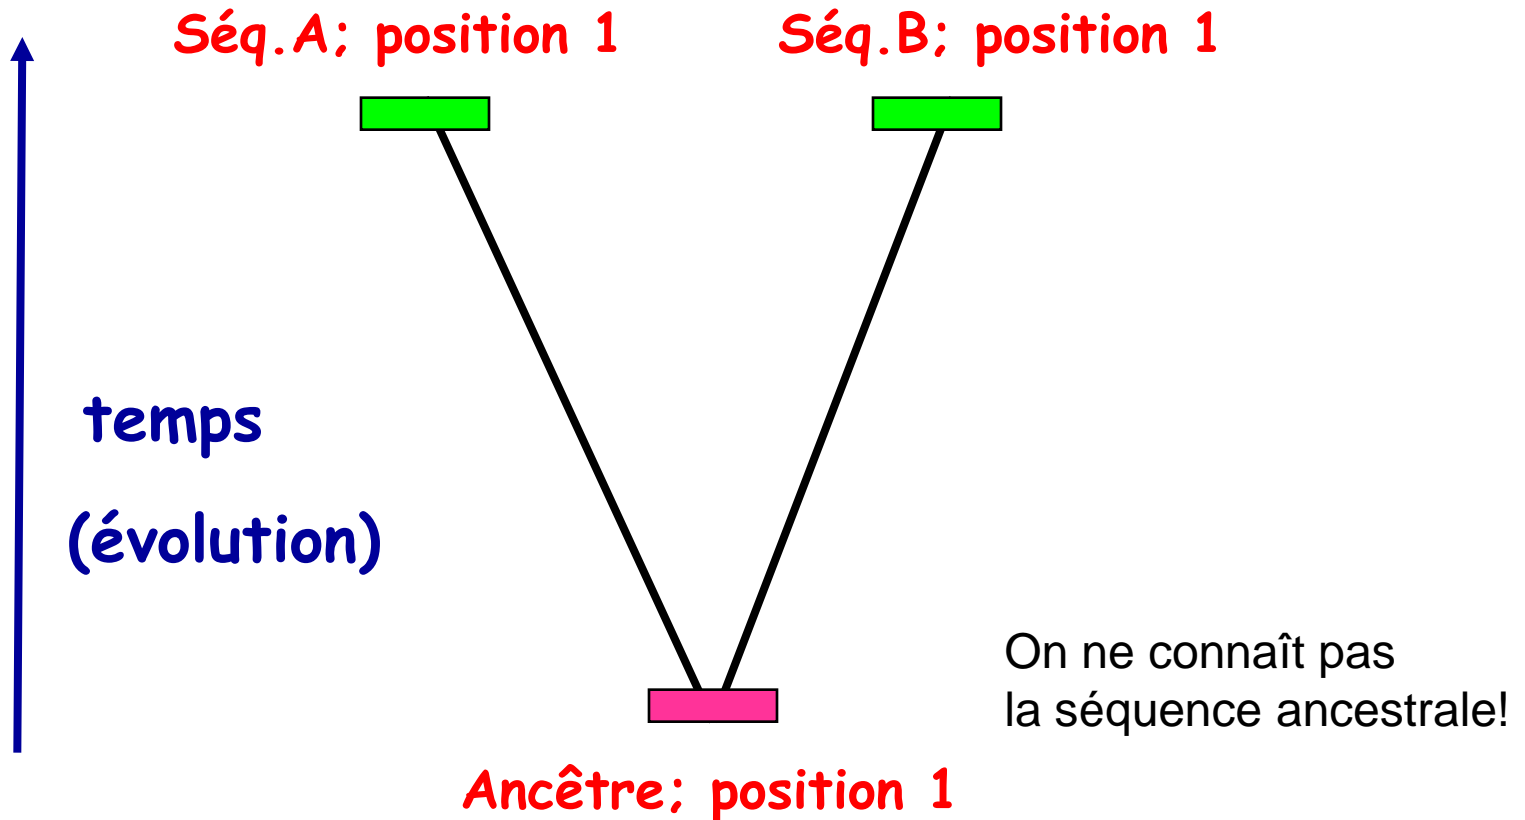 Séq.A; position 1
Séq.B; position 1
temps
(évolution)
On ne connaît pas
la séquence ancestrale!
Ancêtre; position 1